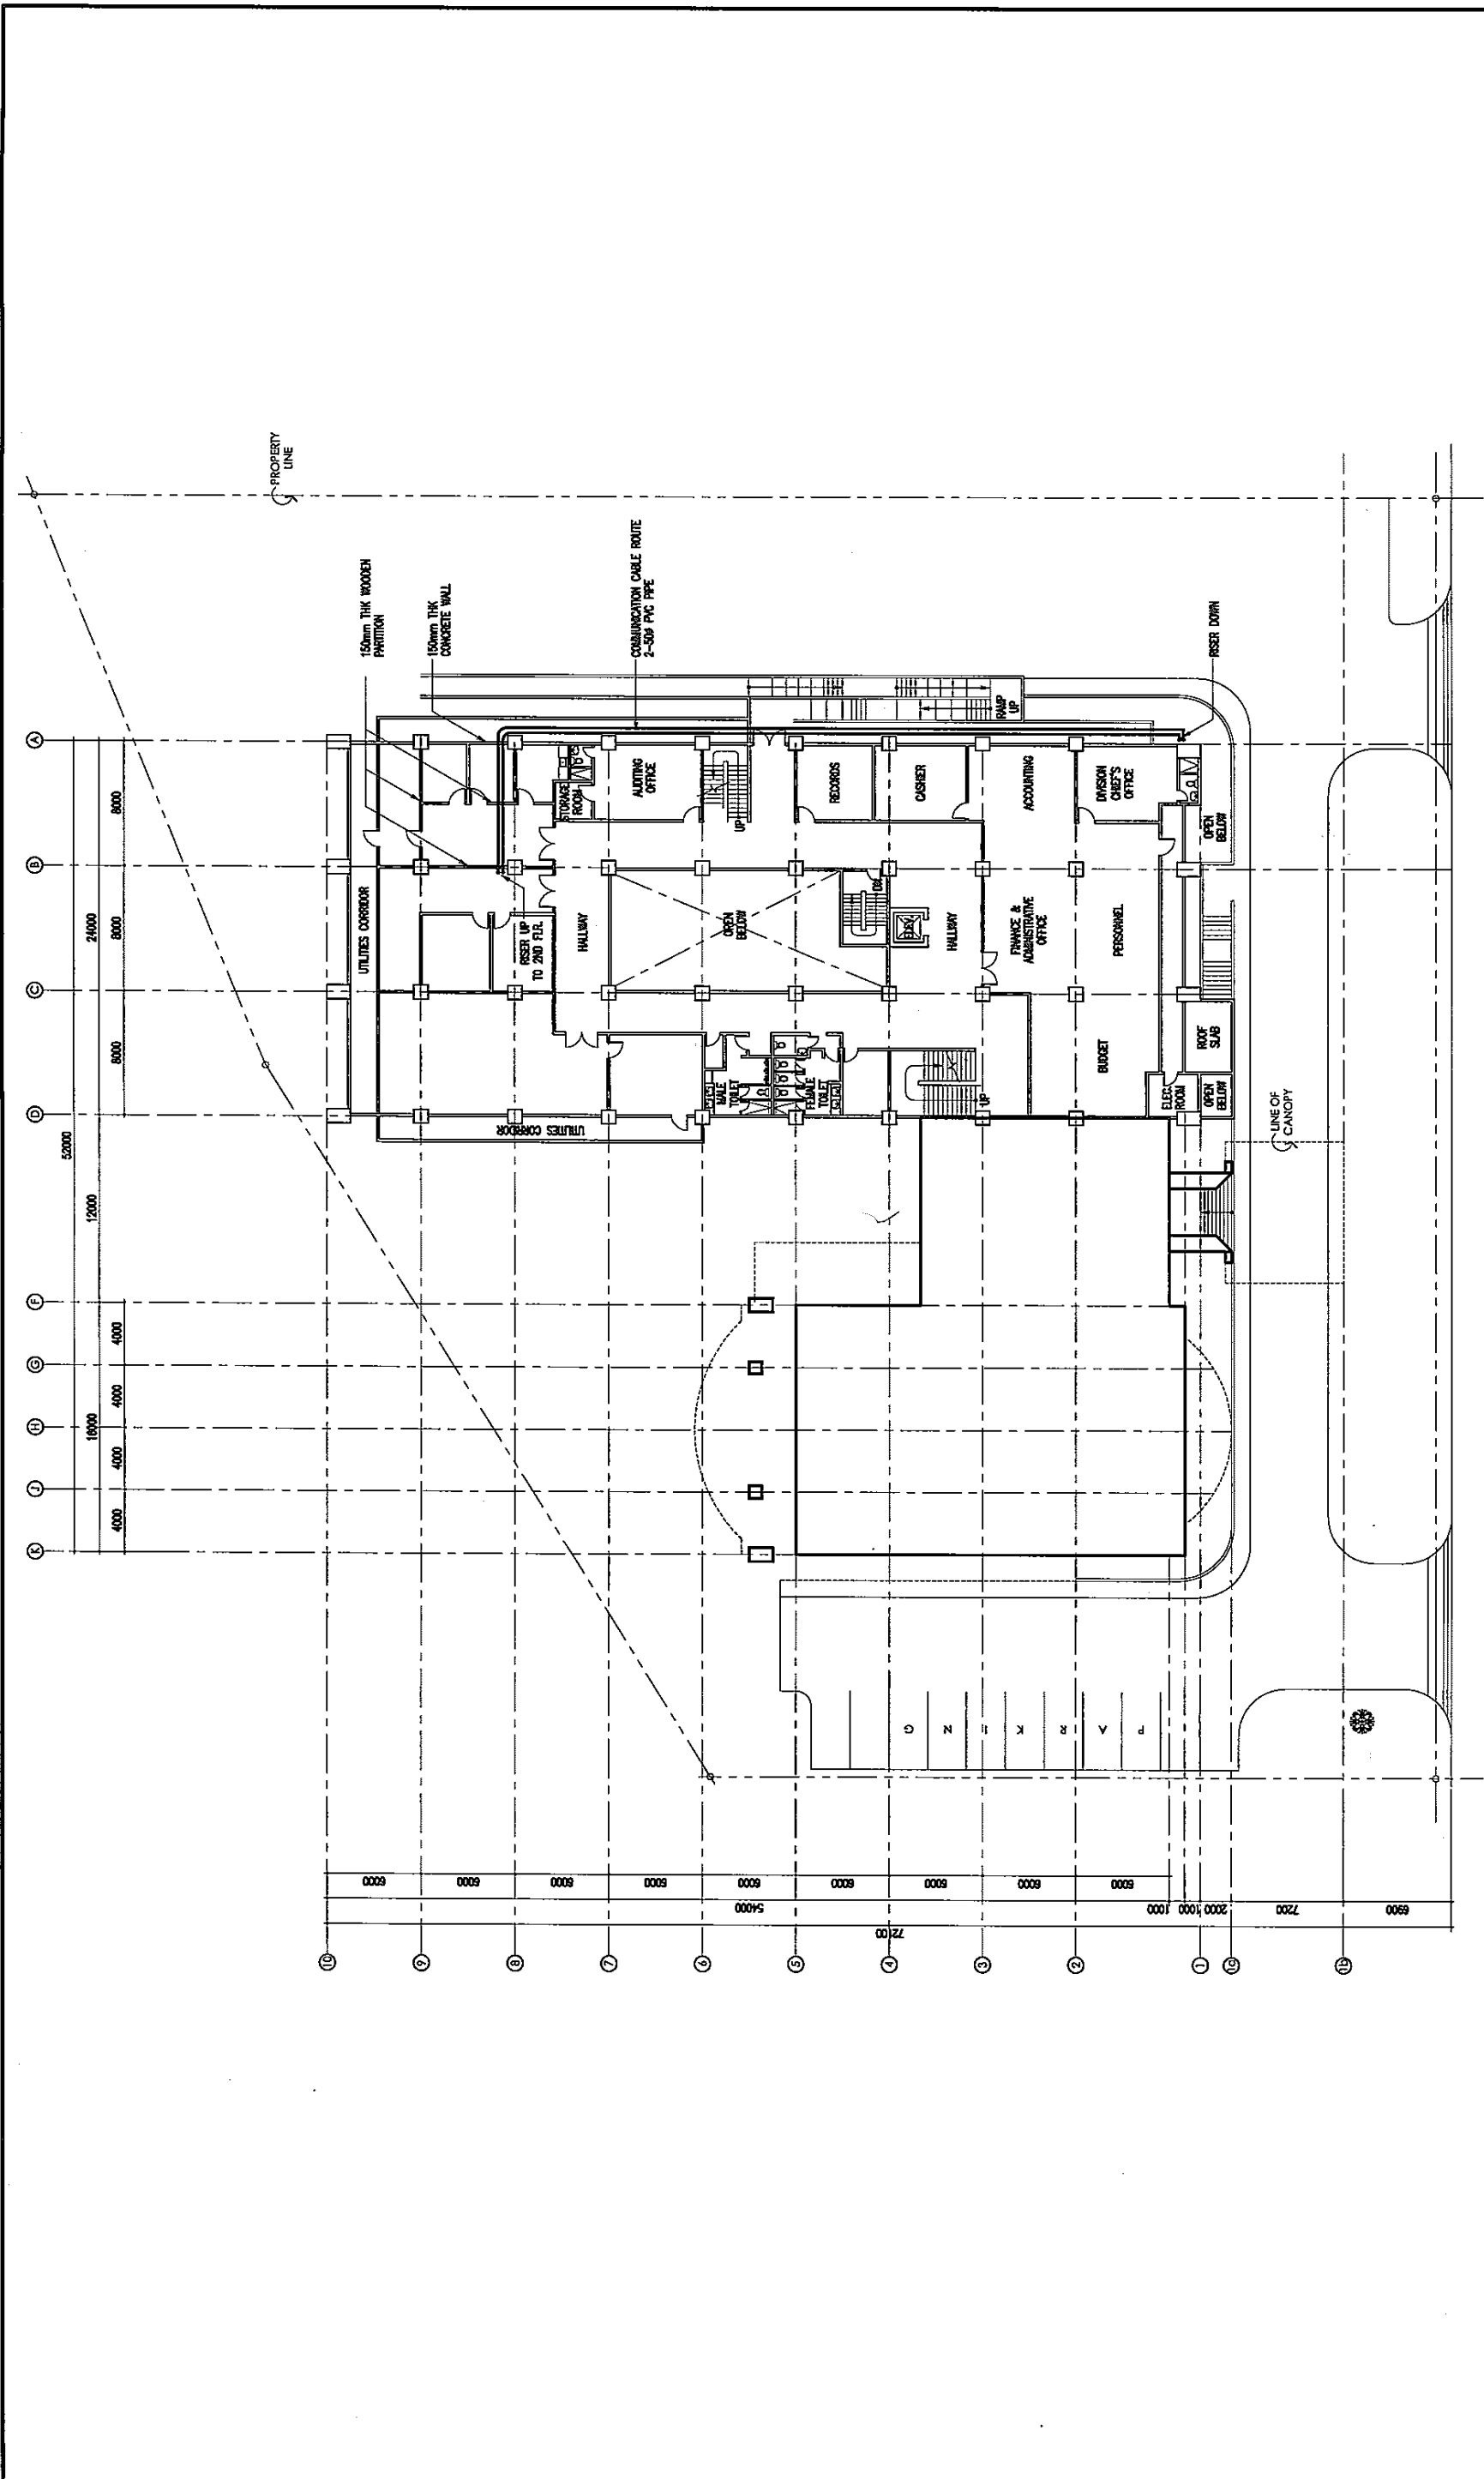 PROPERTY
LINE
150mm THK WOODEN
PARTITION
150mm THK
CONCRETE WALL
COMMUNICATION CABLE ROUTE
2-50ø PVC PIPE
RISER DOWN
A
B
C
D
F
G
H
J
K
8000
8000
8000
24000
52000
12000
16000
4000
4000
4000
4000
UTILITIES CORRIDOR
STORAGE
ROOM
AUDITING
OFFICE
UP
RECORDS
CASHIER
ACCOUNTING
DIVISION
CHIEF'S
OFFICE
RAMP
UP
OPEN
BELOW
RISER UP
TO 2ND FLR.
HALLWAY
OPEN
BELOW
DN
ELEV.
HALLWAY
FINANCE &
ADMINISTRATIVE
OFFICE
PERSONNEL
BUDGET
ROOF
SLAB
MALE
TOILET
FEMALE
TOILET
UP
ELEC.
ROOM
OPEN
BELOW
UTILITIES CORRIDOR
LINE OF
CANOPY
P A R K I N G
6000
6000
6000
6000
6000
6000
6000
6000
6000
54000
1000
1000
2000
7200
6900
72100
10
9
8
7
6
5
4
3
2
1